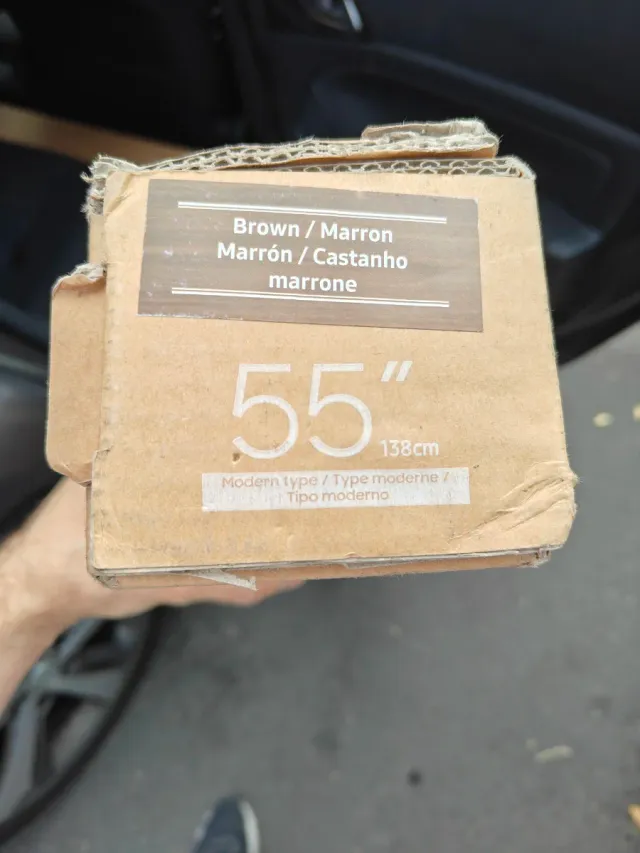 Brown / Marron
Marrón / Castanho
marrone
55"
138cm
Modern type / Type moderne /
Tipo moderno